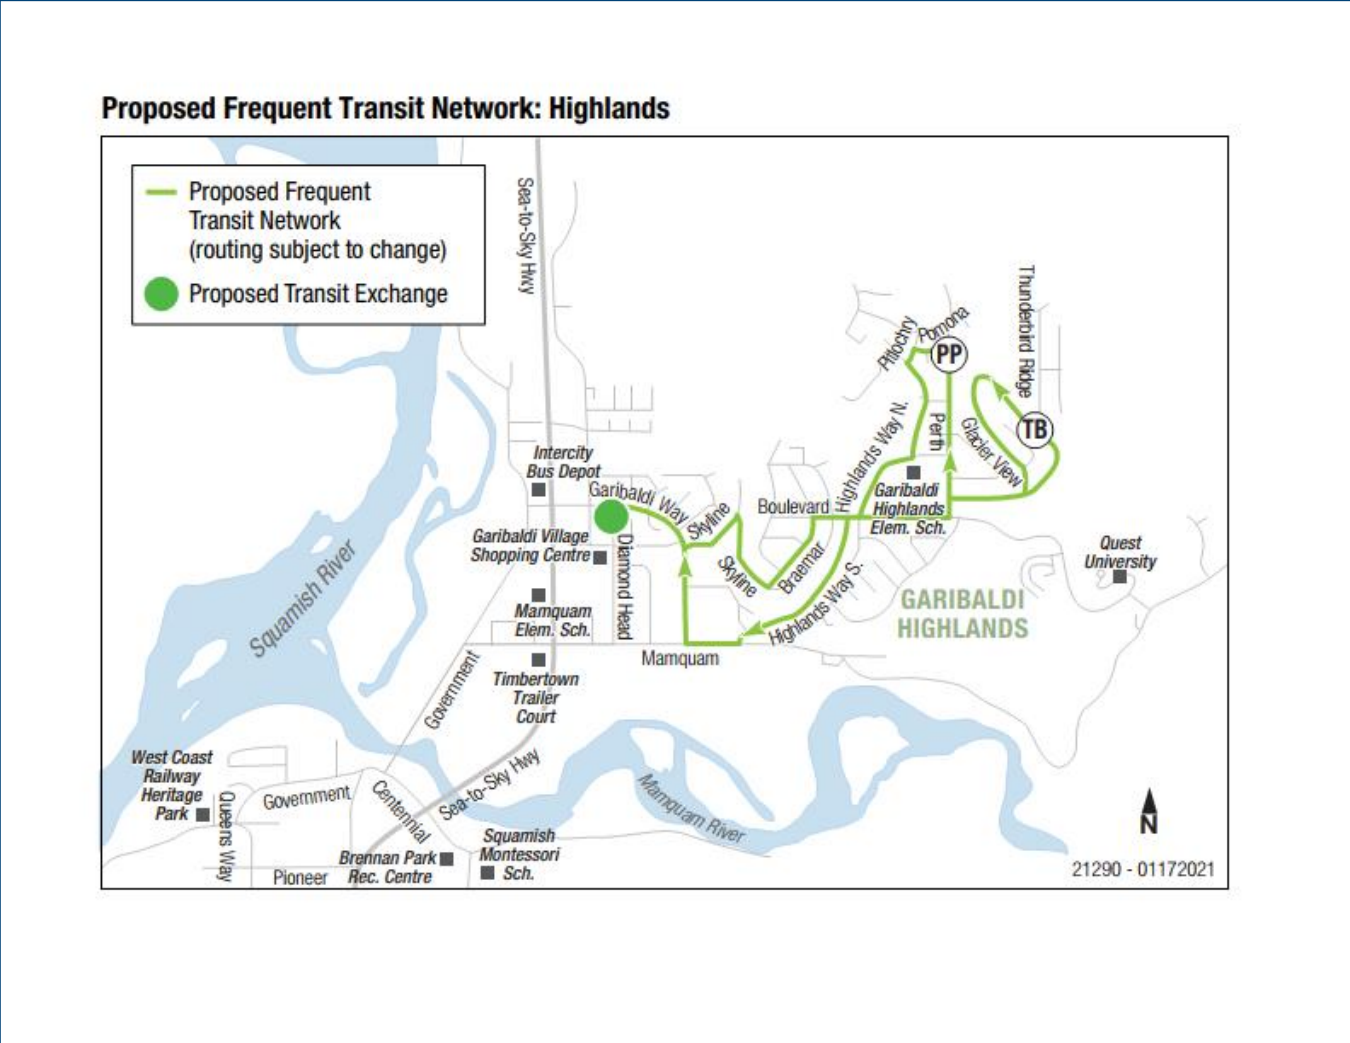 Proposed Frequent Transit Network: Highlands
Proposed Frequent
Transit Network
(routing subject to change)
Proposed Transit Exchange
Sea-to-Sky Hwy
Thunderbird Ridge
Pitlochry
Pomona
PP
TB
Perth
Glacier View
Highlands Way N.
Intercity
Bus Depot
Garibaldi Way
Skyline
Boulevard
Garibaldi
Highlands
Elem. Sch.
Garibaldi Village
Shopping Centre
Diamond Head
Skyline
Braemar
Highlands Way S.
Quest
University
GARIBALDI
HIGHLANDS
Squamish River
Mamquam
Elem. Sch.
Mamquam
Government
Timbertown
Trailer
Court
West Coast
Railway
Heritage
Park
Queens Way
Government
Centennial
Sea-to-Sky Hwy
Mamquam River
Squamish
Montessori
Sch.
Brennan Park
Rec. Centre
Pioneer
N
21290 - 01172021